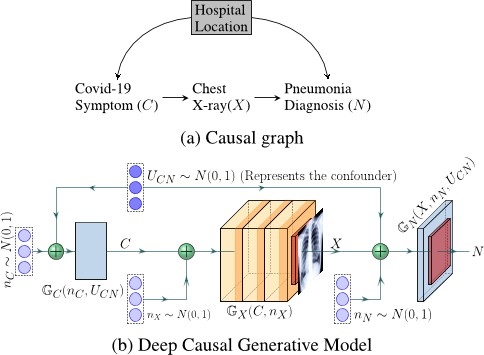 Hospital
Location
Covid-19
Symptom (C)
Chest
X-ray(X)
Pneumonia
Diagnosis (N)
(a) Causal graph
U_CN ∼ N(0, 1) (Represents the confounder)
n_C ∼ N(0, 1)
C
G_C(n_C, U_CN)
n_X ∼ N(0, 1)
G_X(C, n_X)
X
n_N ∼ N(0, 1)
G_N(X, n_N, U_CN)
N
(b) Deep Causal Generative Model